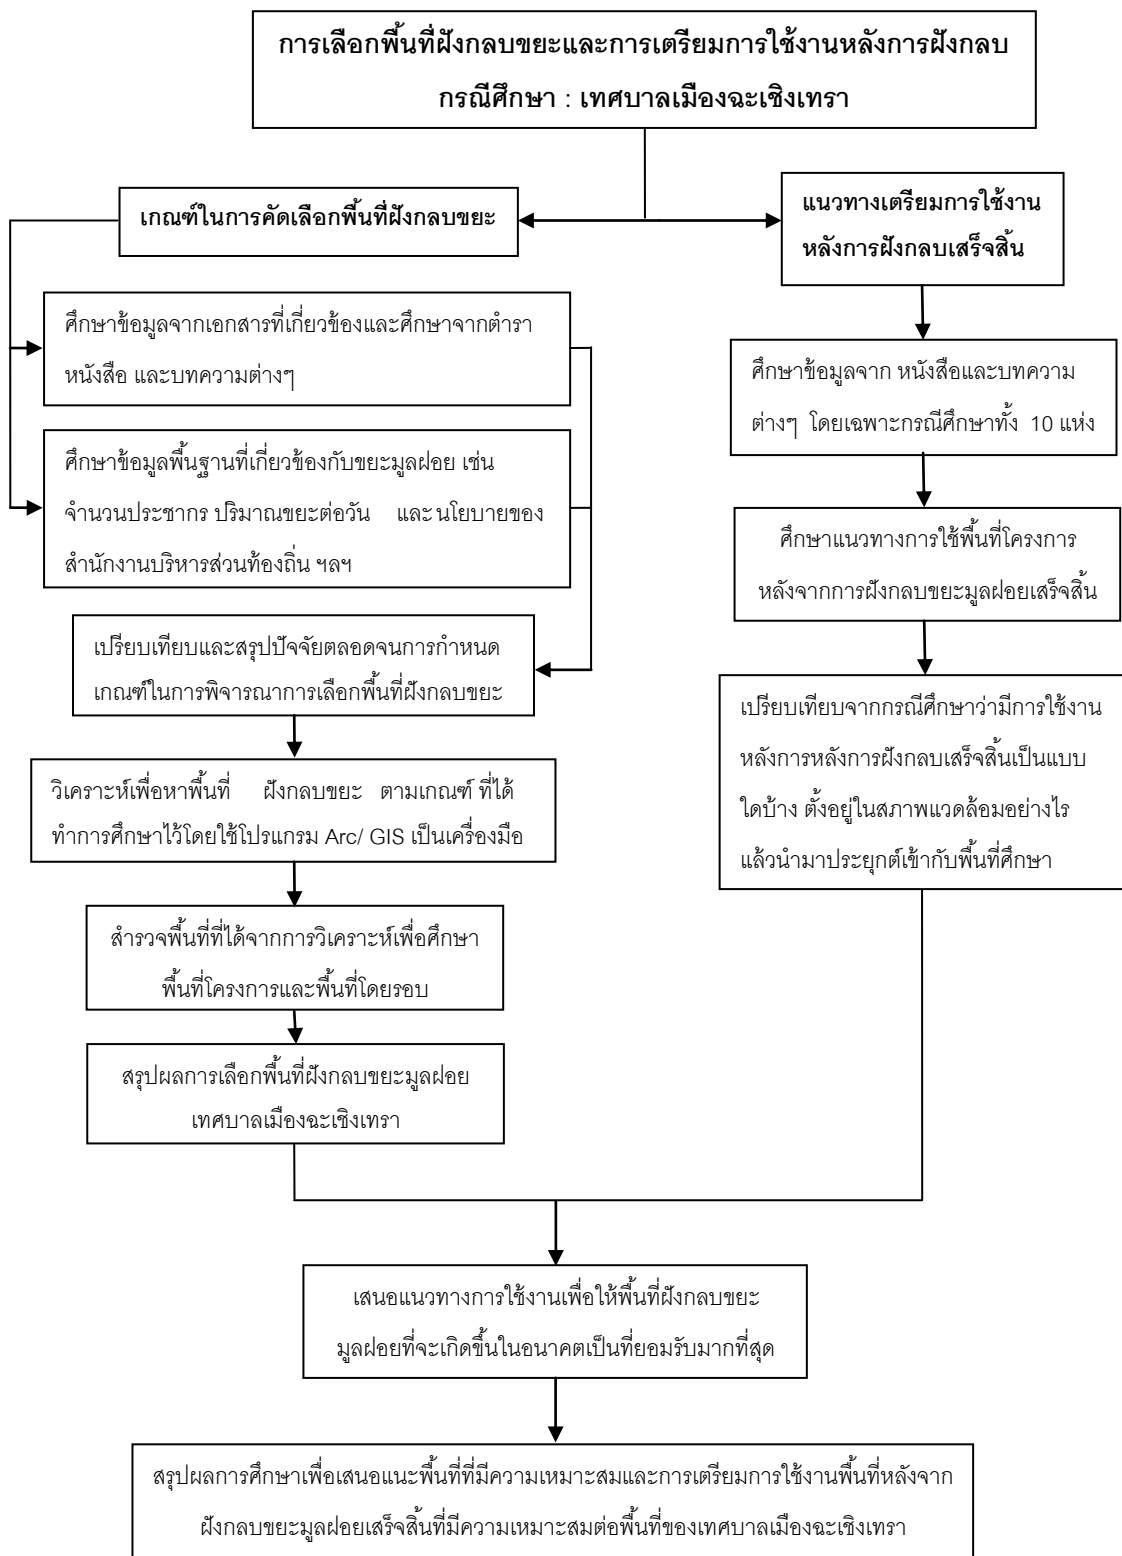 การเลือกพื้นที่ฝังกลบขยะและการเตรียมการใช้งานหลังการฝังกลบ
กรณีศึกษา : เทศบาลเมืองฉะเชิงเทรา
เกณฑ์ในการคัดเลือกพื้นที่ฝังกลบขยะ
ศึกษาข้อมูลจากเอกสารที่เกี่ยวข้องและศึกษาจากตำรา
หนังสือ และบทความต่างๆ
ศึกษาข้อมูลพื้นฐานที่เกี่ยวข้องกับขยะมูลฝอย เช่น
จำนวนประชากร ปริมาณขยะต่อวัน และนโยบายของ
สำนักงานบริหารส่วนท้องถิ่น ฯลฯ
เปรียบเทียบและสรุปปัจจัยตลอดจนการกำหนด
เกณฑ์ในการพิจารณาการเลือกพื้นที่ฝังกลบขยะ
วิเคราะห์เพื่อหาพื้นที่ ฝังกลบขยะ ตามเกณฑ์ ที่ได้
ทำการศึกษาไว้โดยใช้โปรแกรม Arc/ GIS เป็นเครื่องมือ
สำรวจพื้นที่ที่ได้จากการวิเคราะห์เพื่อศึกษา
พื้นที่โครงการและพื้นที่โดยรอบ
สรุปผลการเลือกพื้นที่ฝังกลบขยะมูลฝอย
เทศบาลเมืองฉะเชิงเทรา
แนวทางเตรียมการใช้งาน
หลังการฝังกลบเสร็จสิ้น
ศึกษาข้อมูลจาก หนังสือและบทความ
ต่างๆ โดยเฉพาะกรณีศึกษาทั้ง 10 แห่ง
ศึกษาแนวทางการใช้พื้นที่โครงการ
หลังจากการฝังกลบขยะมูลฝอยเสร็จสิ้น
เปรียบเทียบจากกรณีศึกษาว่ามีการใช้งาน
หลังการหลังการฝังกลบเสร็จสิ้นเป็นแบบ
ใดบ้าง ตั้งอยู่ในสภาพแวดล้อมอย่างไร
แล้วนำมาประยุกต์เข้ากับพื้นที่ศึกษา
เสนอแนวทางการใช้งานเพื่อให้พื้นที่ฝังกลบขยะ
มูลฝอยที่จะเกิดขึ้นในอนาคตเป็นที่ยอมรับมากที่สุด
สรุปผลการศึกษาเพื่อเสนอแนะพื้นที่ที่มีความเหมาะสมและการเตรียมการใช้งานพื้นที่หลังจาก
ฝังกลบขยะมูลฝอยเสร็จสิ้นที่มีความเหมาะสมต่อพื้นที่ของเทศบาลเมืองฉะเชิงเทรา